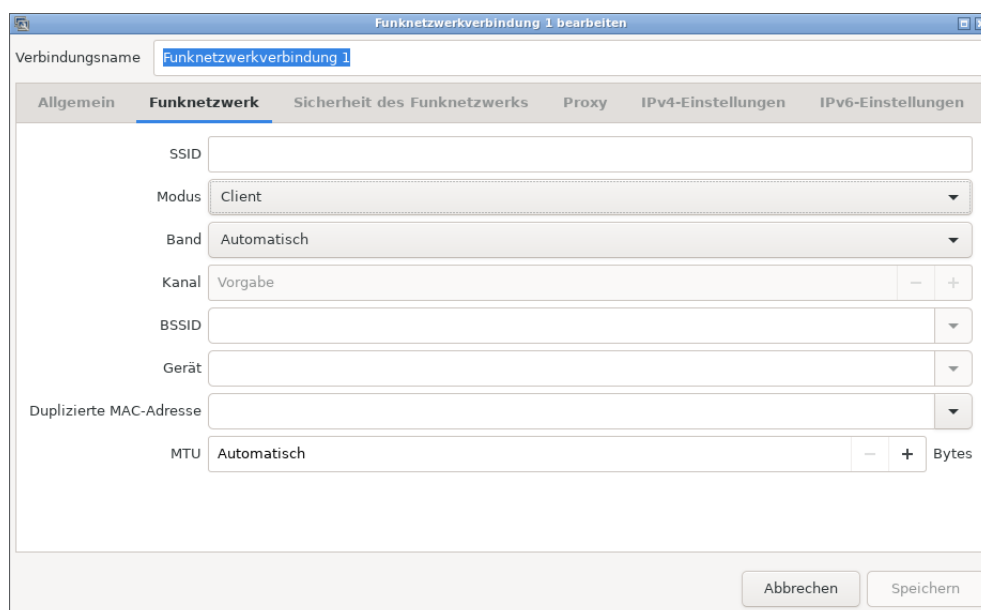 Funknetzwerkverbindung 1 bearbeiten
Verbindungsname Funknetzwerkverbindung 1
Allgemein Funknetzwerk Sicherheit des Funknetzwerks Proxy IPv4-Einstellungen IPv6-Einstellungen
SSID
Modus Client
Band Automatisch
Kanal Vorgabe
BSSID
Gerät
Duplizierte MAC-Adresse
MTU Automatisch Bytes
Abbrechen Speichern